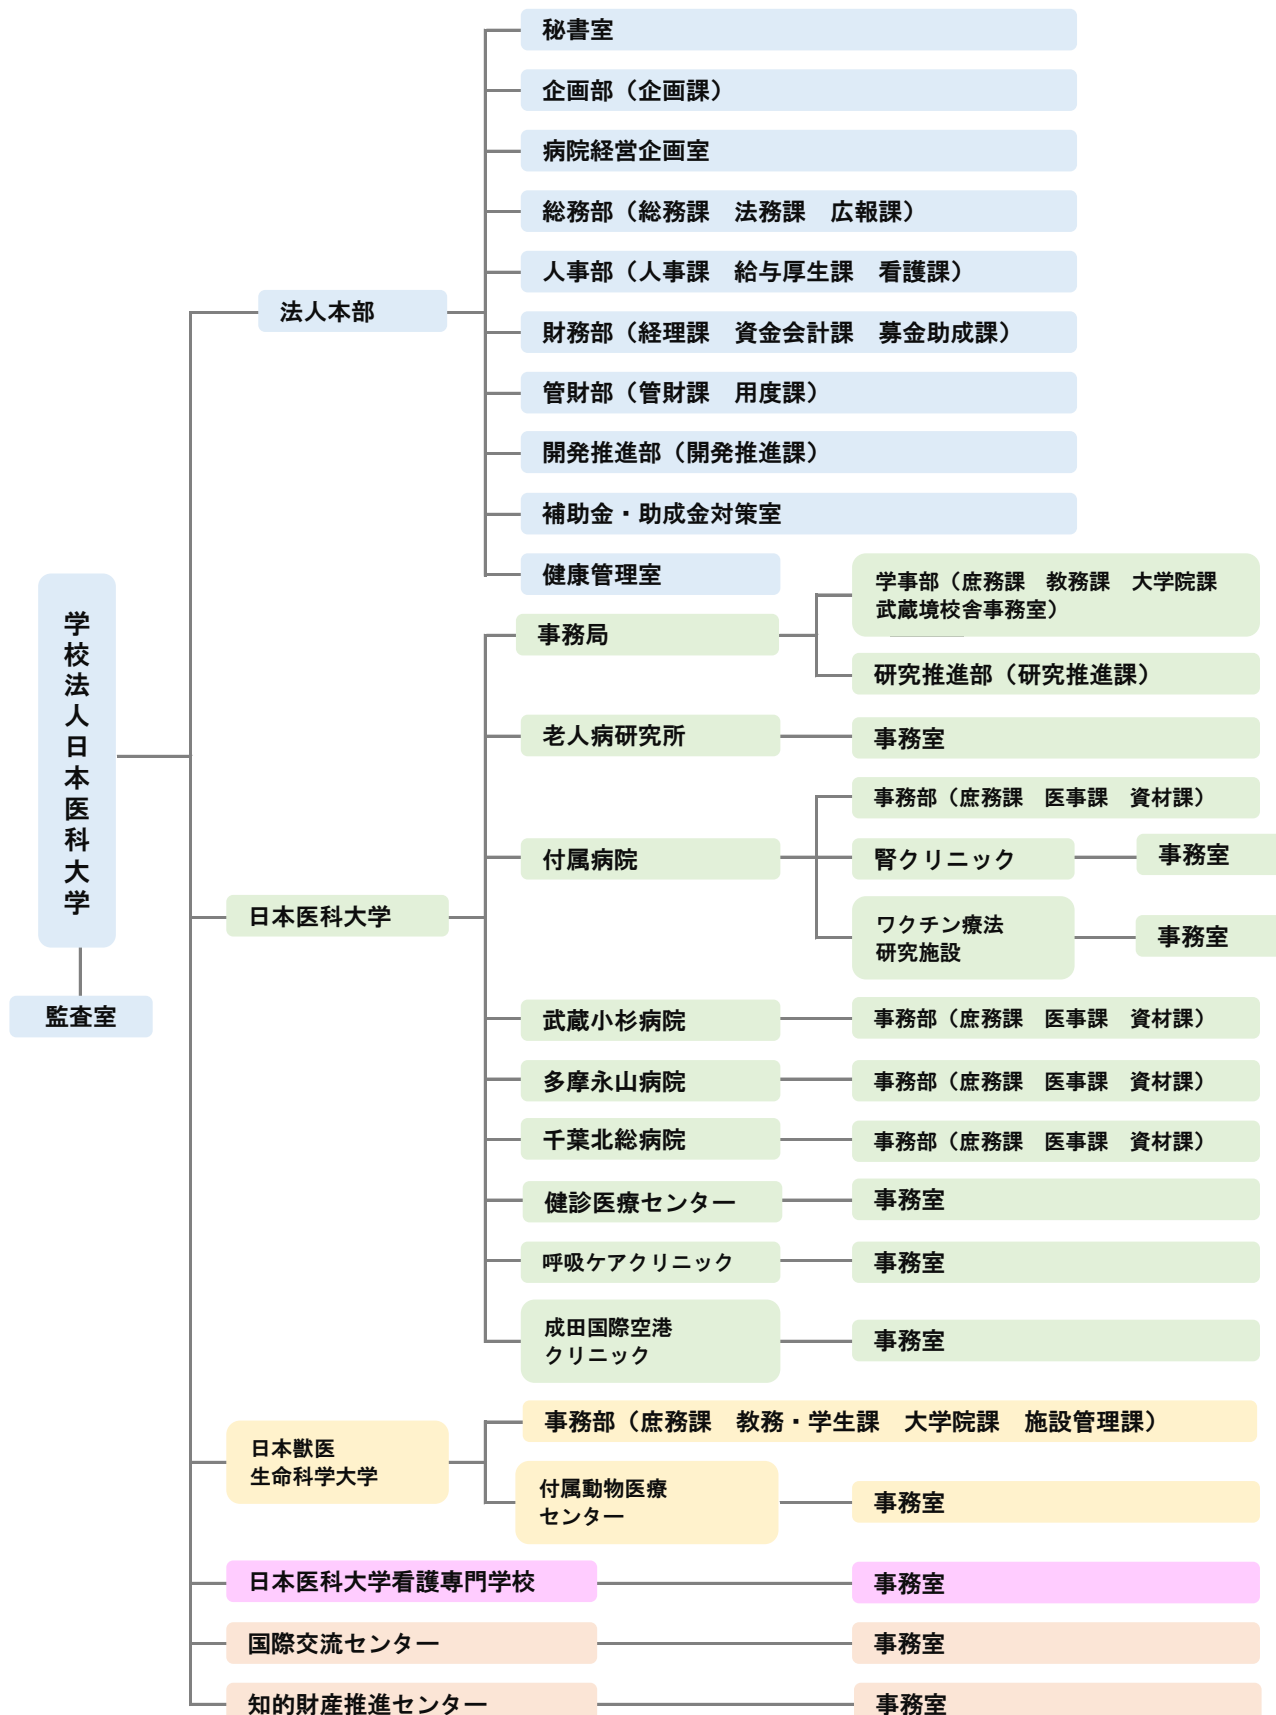 秘書室
企画部（企画課）
病院経営企画室
総務部（総務課　法務課　広報課）
人事部（人事課　給与厚生課　看護課）
法人本部
財務部（経理課　資金会計課　募金助成課）
管財部（管財課　用度課）
開発推進部（開発推進課）
補助金・助成金対策室
健康管理室
学校法人日本医科大学
監査室
日本医科大学
事務局
学事部（庶務課　教務課　大学院課
武蔵境校舎事務室）
研究推進部（研究推進課）
老人病研究所
事務室
付属病院
事務部（庶務課　医事課　資材課）
腎クリニック
事務室
ワクチン療法
研究施設
事務室
武蔵小杉病院
事務部（庶務課　医事課　資材課）
多摩永山病院
事務部（庶務課　医事課　資材課）
千葉北総病院
事務部（庶務課　医事課　資材課）
健診医療センター
事務室
呼吸ケアクリニック
事務室
成田国際空港
クリニック
事務室
日本獣医
生命科学大学
事務部（庶務課　教務・学生課　大学院課　施設管理課）
付属動物医療
センター
事務室
日本医科大学看護専門学校
事務室
国際交流センター
事務室
知的財産推進センター
事務室